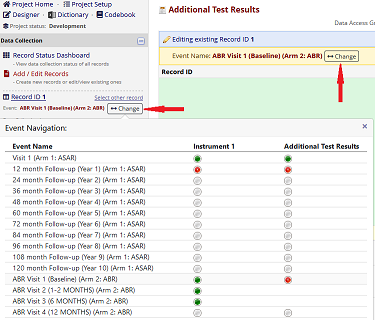 Project Home · Project Setup
Designer · Dictionary · Codebook
Project status: Development
Data Collection
Record Status Dashboard
- View data collection status of all records
Add / Edit Records
- Create new records or edit/view existing ones
Record ID 1 Select other record
Event: ABR Visit 1 (Baseline) (Arm 2: ABR) Change
Additional Test Results
Data Access Gr
Editing existing Record ID 1
Event Name: ABR Visit 1 (Baseline) (Arm 2: ABR) Change
Record ID
Event Navigation:
Event Name Instrument 1 Additional Test Results
Visit 1 (Arm 1: ASAR)
12 month Follow-up (Year 1) (Arm 1: ASAR)
24 month Follow-up (Year 2) (Arm 1: ASAR)
36 month Follow-up (Year 3) (Arm 1: ASAR)
48 month Follow-up (Year 4) (Arm 1: ASAR)
60 month Follow-up (Year 5) (Arm 1: ASAR)
72 month Follow-up (Year 6) (Arm 1: ASAR)
84 month Follow-up (Year 7) (Arm 1: ASAR)
96 month Follow-up (Year 8) (Arm 1: ASAR)
108 month Follow-up (Year 9) (Arm 1: ASAR)
120 month Follow-up (Year 10) (Arm 1: ASAR)
ABR Visit 1 (Baseline) (Arm 2: ABR)
ABR Visit 2 (1-2 MONTHS) (Arm 2: ABR)
ABR Visit 3 (6 MONTHS) (Arm 2: ABR)
ABR Visit 4 (12 MONTHS) (Arm 2: ABR)